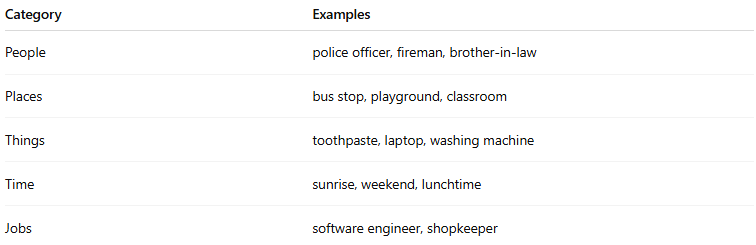 Category Examples
People police officer, fireman, brother-in-law
Places bus stop, playground, classroom
Things toothpaste, laptop, washing machine
Time sunrise, weekend, lunchtime
Jobs software engineer, shopkeeper